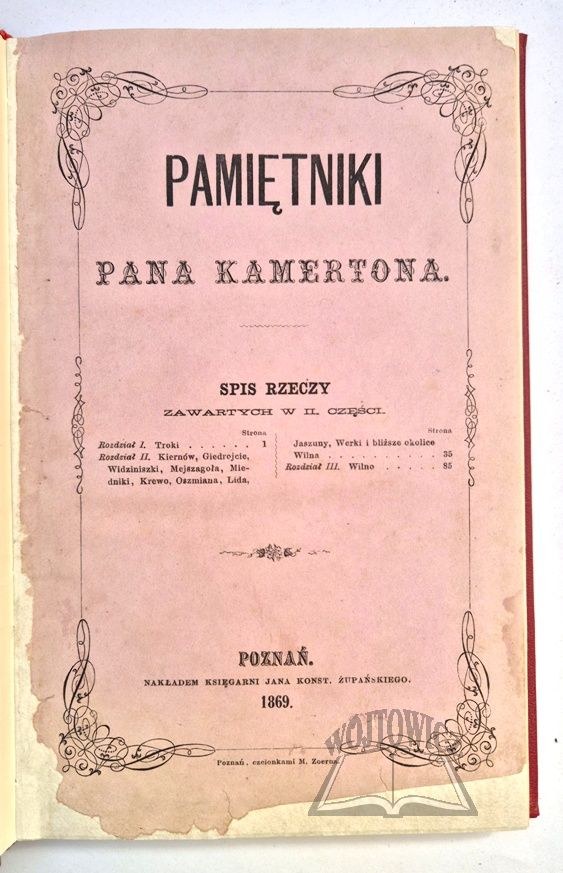 PAMIĘTNIKI
PANA KAMERTONA.
SPIS RZECZY
ZAWARTYCH W II. CZĘŚCI.
Strona
Rozdział I. Troki . . . . . . 1
Rozdział II. Kiernów, Giedrojcie,
Widziniszki, Mejszagoła, Mie-
dniki, Krewo, Oszmiana, Lida,
Strona
Jaszuny, Werki i bliższe okolice
Wilna . . . . . . . . . . 35
Rozdział III. Wilno . . . . . 85
POZNAŃ.
NAKŁADEM KSIĘGARNI JANA KONST. ŻUPAŃSKIEGO.
1869.
Poznań, czcionkami M. Zoerna.
WÓJTOWICZ